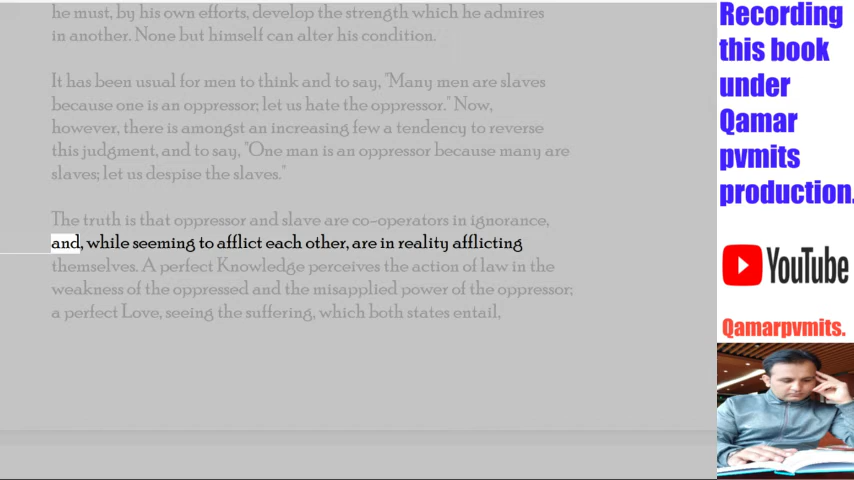 he must, by his own efforts, develop the strength which he admires
in another. None but himself can alter his condition.
It has been usual for men to think and to say, "Many men are slaves
because one is an oppressor; let us hate the oppressor." Now,
however, there is amongst an increasing few a tendency to reverse
this judgment, and to say, "One man is an oppressor because many are
slaves; let us despise the slaves."
The truth is that oppressor and slave are co-operators in ignorance,
and, while seeming to afflict each other, are in reality afflicting
themselves. A perfect Knowledge perceives the action of law in the
weakness of the oppressed and the misapplied power of the oppressor;
a perfect Love, seeing the suffering, which both states entail,
Recording
this book
under
Qamar
pvmits
production.
YouTube
Qamarpvmits.